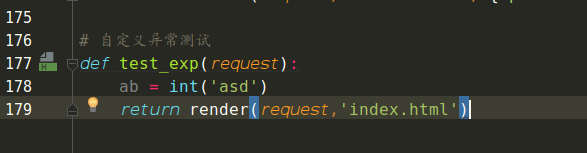 175
176 # 自定义异常测试
177 def test_exp(request):
178 ab = int('asd')
179 return render(request,'index.html')